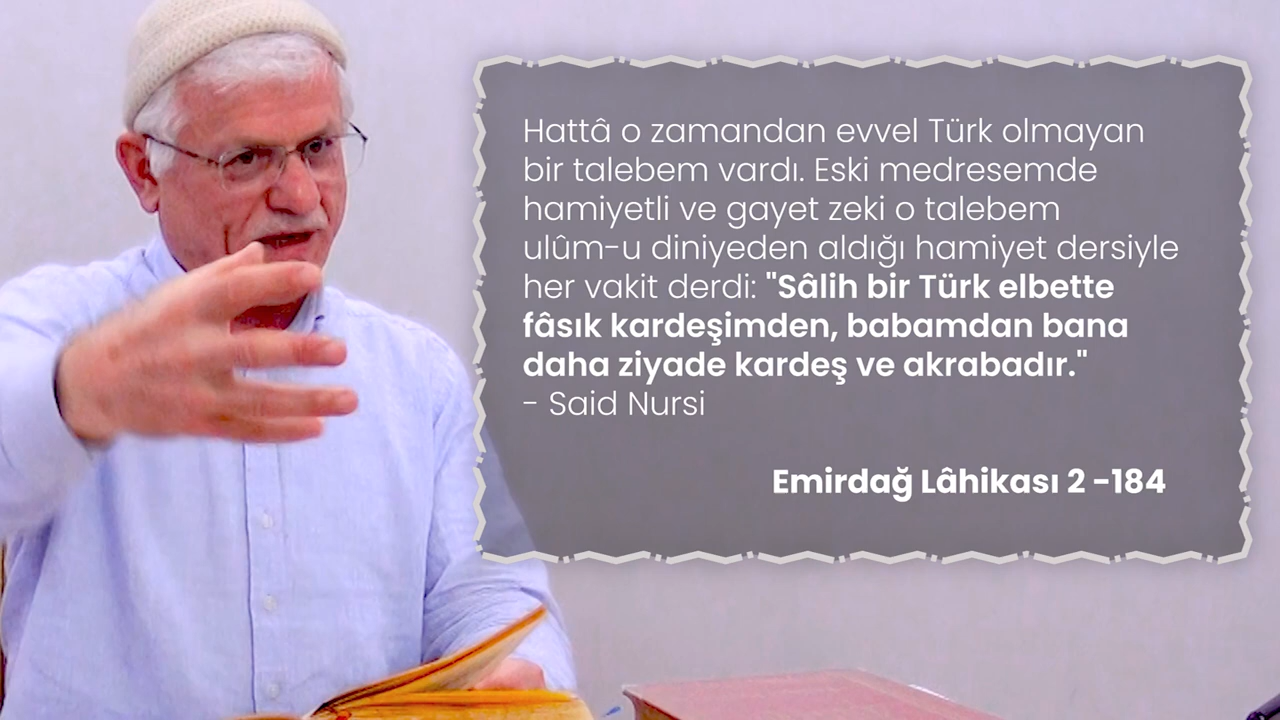 Hattâ o zamandan evvel Türk olmayan
bir talebem vardı. Eski medresemde
hamiyetli ve gayet zeki o talebem
ulûm-u diniyeden aldığı hamiyet dersiyle
her vakit derdi: "Sâlih bir Türk elbette
fâsık kardeşimden, babamdan bana
daha ziyade kardeş ve akrabadır."
- Said Nursi
Emirdağ Lâhikası 2 -184